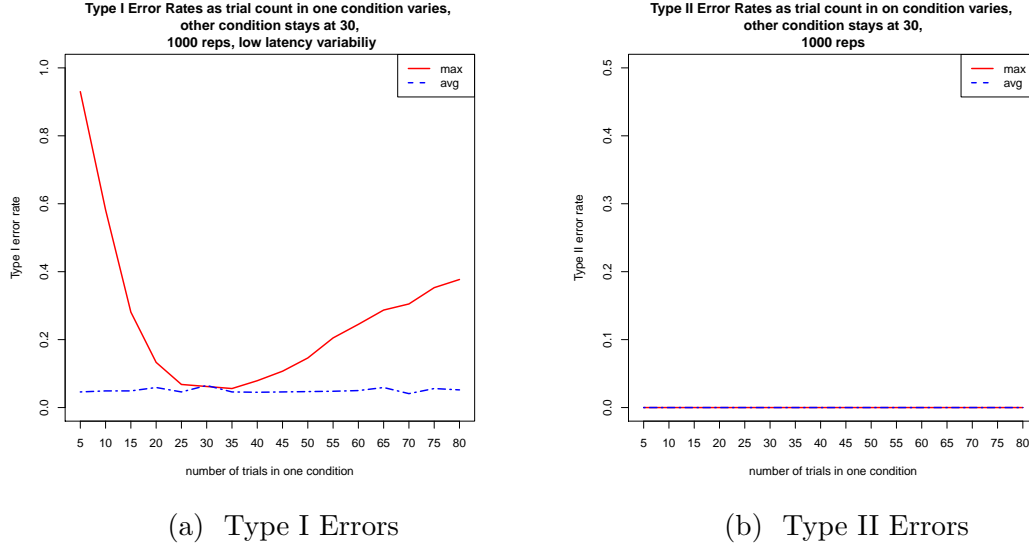 Type I Error Rates as trial count in one condition varies,
other condition stays at 30,
1000 reps, low latency variabiliy
max
avg
1.0
0.8
0.6
0.4
0.2
0.0
Type I error rate
5 10 15 20 25 30 35 40 45 50 55 60 65 70 75 80
number of trials in one condition
(a) Type I Errors
Type II Error Rates as trial count in on condition varies,
other condition stays at 30,
1000 reps
max
avg
0.5
0.4
0.3
0.2
0.1
0.0
Type II error rate
5 10 15 20 25 30 35 40 45 50 55 60 65 70 75 80
number of trials in one condition
(b) Type II Errors